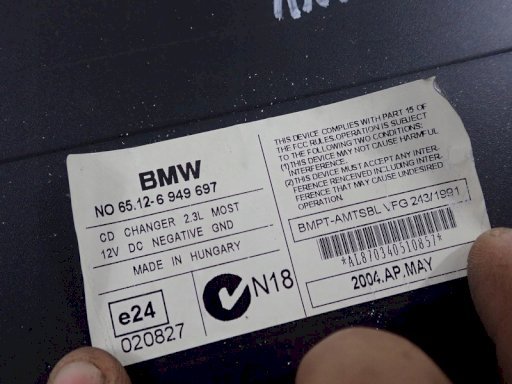 BMW
NO 65.12-6 949 697
CD CHANGER 2.3L MOST
12V DC NEGATIVE GND
MADE IN HUNGARY
e24
020827
N18
THIS DEVICE COMPLIES WITH PART 15 OF
THE FCC RULES.OPERATION IS SUBJECT
TO THE FOLLOWING TWO CONDITIONS:
(1) THIS DEVICE MAY NOT CAUSE HARMFUL
INTERFERENCE.
(2) THIS DEVICE MUST ACCEPT ANY INTER.
FERENCE RENCEIVED INCLUDING INTER.
FERENCE THAT MAY CAUSE UNDESIRED
OPERATION.
BMPT-AMTSBL VFG 243/1991
*AL870340510857*
2004.AP.MAY